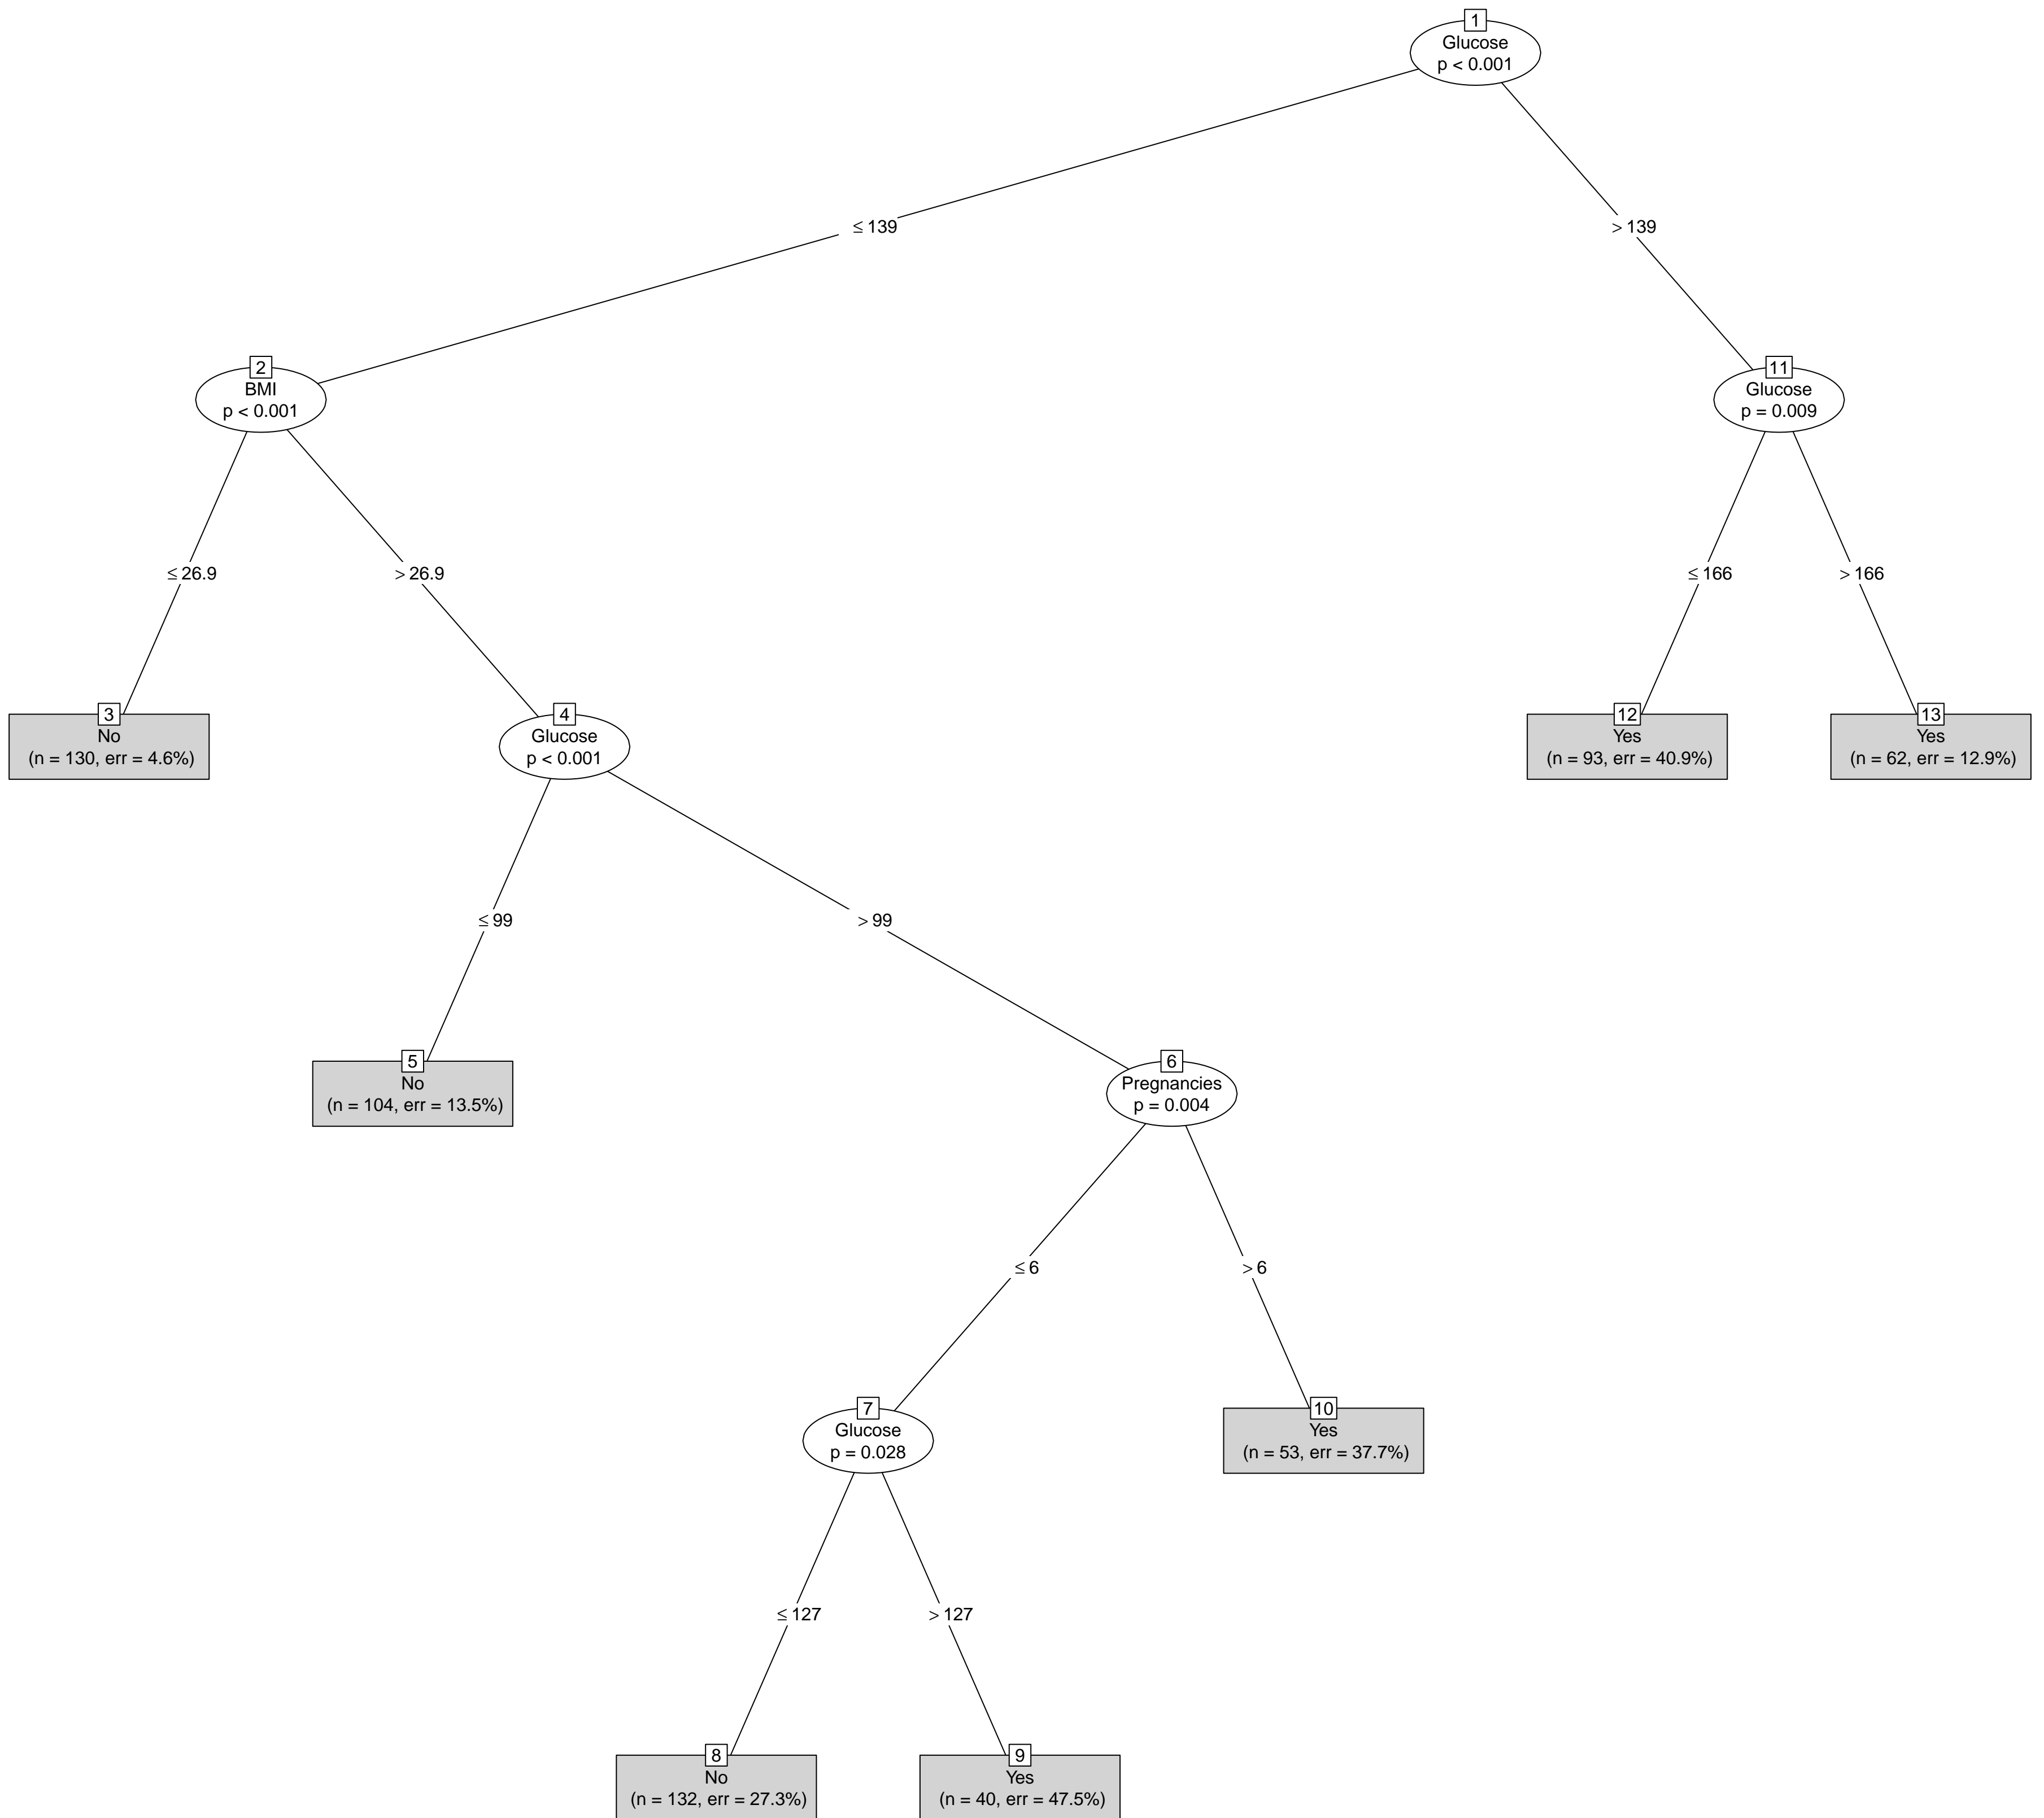 1
Glucose
p < 0.001
≤ 139
> 139
2
BMI
p < 0.001
11
Glucose
p = 0.009
≤ 26.9
> 26.9
≤ 166
> 166
3
No
(n = 130, err = 4.6%)
4
Glucose
p < 0.001
12
Yes
(n = 93, err = 40.9%)
13
Yes
(n = 62, err = 12.9%)
≤ 99
> 99
5
No
(n = 104, err = 13.5%)
6
Pregnancies
p = 0.004
≤ 6
> 6
7
Glucose
p = 0.028
10
Yes
(n = 53, err = 37.7%)
≤ 127
> 127
8
No
(n = 132, err = 27.3%)
9
Yes
(n = 40, err = 47.5%)